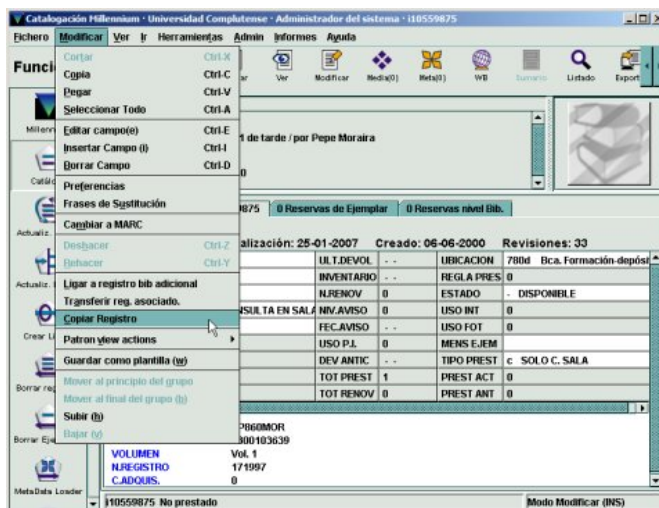 Catalogación Millennium · Universidad Complutense · Administrador del sistema · i10559875
Fichero Modificar Ver Ir Herramientas Admin Informes Ayuda
Cortar Ctrl-X
Copia Ctrl-C
Pegar Ctrl-V
Seleccionar Todo Ctrl-A
Editar campo(e) Ctrl-E
Insertar Campo (i) Ctrl-I
Borrar Campo Ctrl-D
Preferencias
Frases de Sustitución
Cambiar a MARC
Deshacer Ctrl-Z
Rehacer Ctrl-Y
Ligar a registro bib adicional
Transferir reg. asociado.
Copiar Registro
Patron view actions
Guardar como plantilla (w)
Mover al principio del grupo
Mover al final del grupo (h)
Subir (h)
Bajar (v)
Funci
Ver Modificar Media(0) Meta(0) WB Sumario Listado Export
Millenn
Catálo
Actualiz.
Actualiz.
Crear Li
Borrar reg
Borrar Eje
MetaData Loader
1 de tarde / por Pepe Moraira
0
9875 0 Reservas de Ejemplar 0 Reservas nivel Bib.
alización: 25-01-2007 Creado: 06-06-2000 Revisiones: 33
ULT.DEVOL - - UBICACION 780d Bca. Formación-depósi
INVENTARIO - - REGLA PRES 0
N.RENOV 0 ESTADO - DISPONIBLE
NSULTA EN SALA NIV.AVISO 0 USO INT 0
FEC.AVISO - - USO FOT 0
USO P.I. 0 MENS EJEM
DEV ANTIC - - TIPO PREST c SOLO C. SALA
TOT PREST 1 PREST ACT 0
TOT RENOV 0 PREST ANT 0
P860MOR
300103639
VOLUMEN Vol. 1
N.REGISTRO 171997
C.ADQUIS. 0
i10559875 No prestado Modo Modificar (INS)